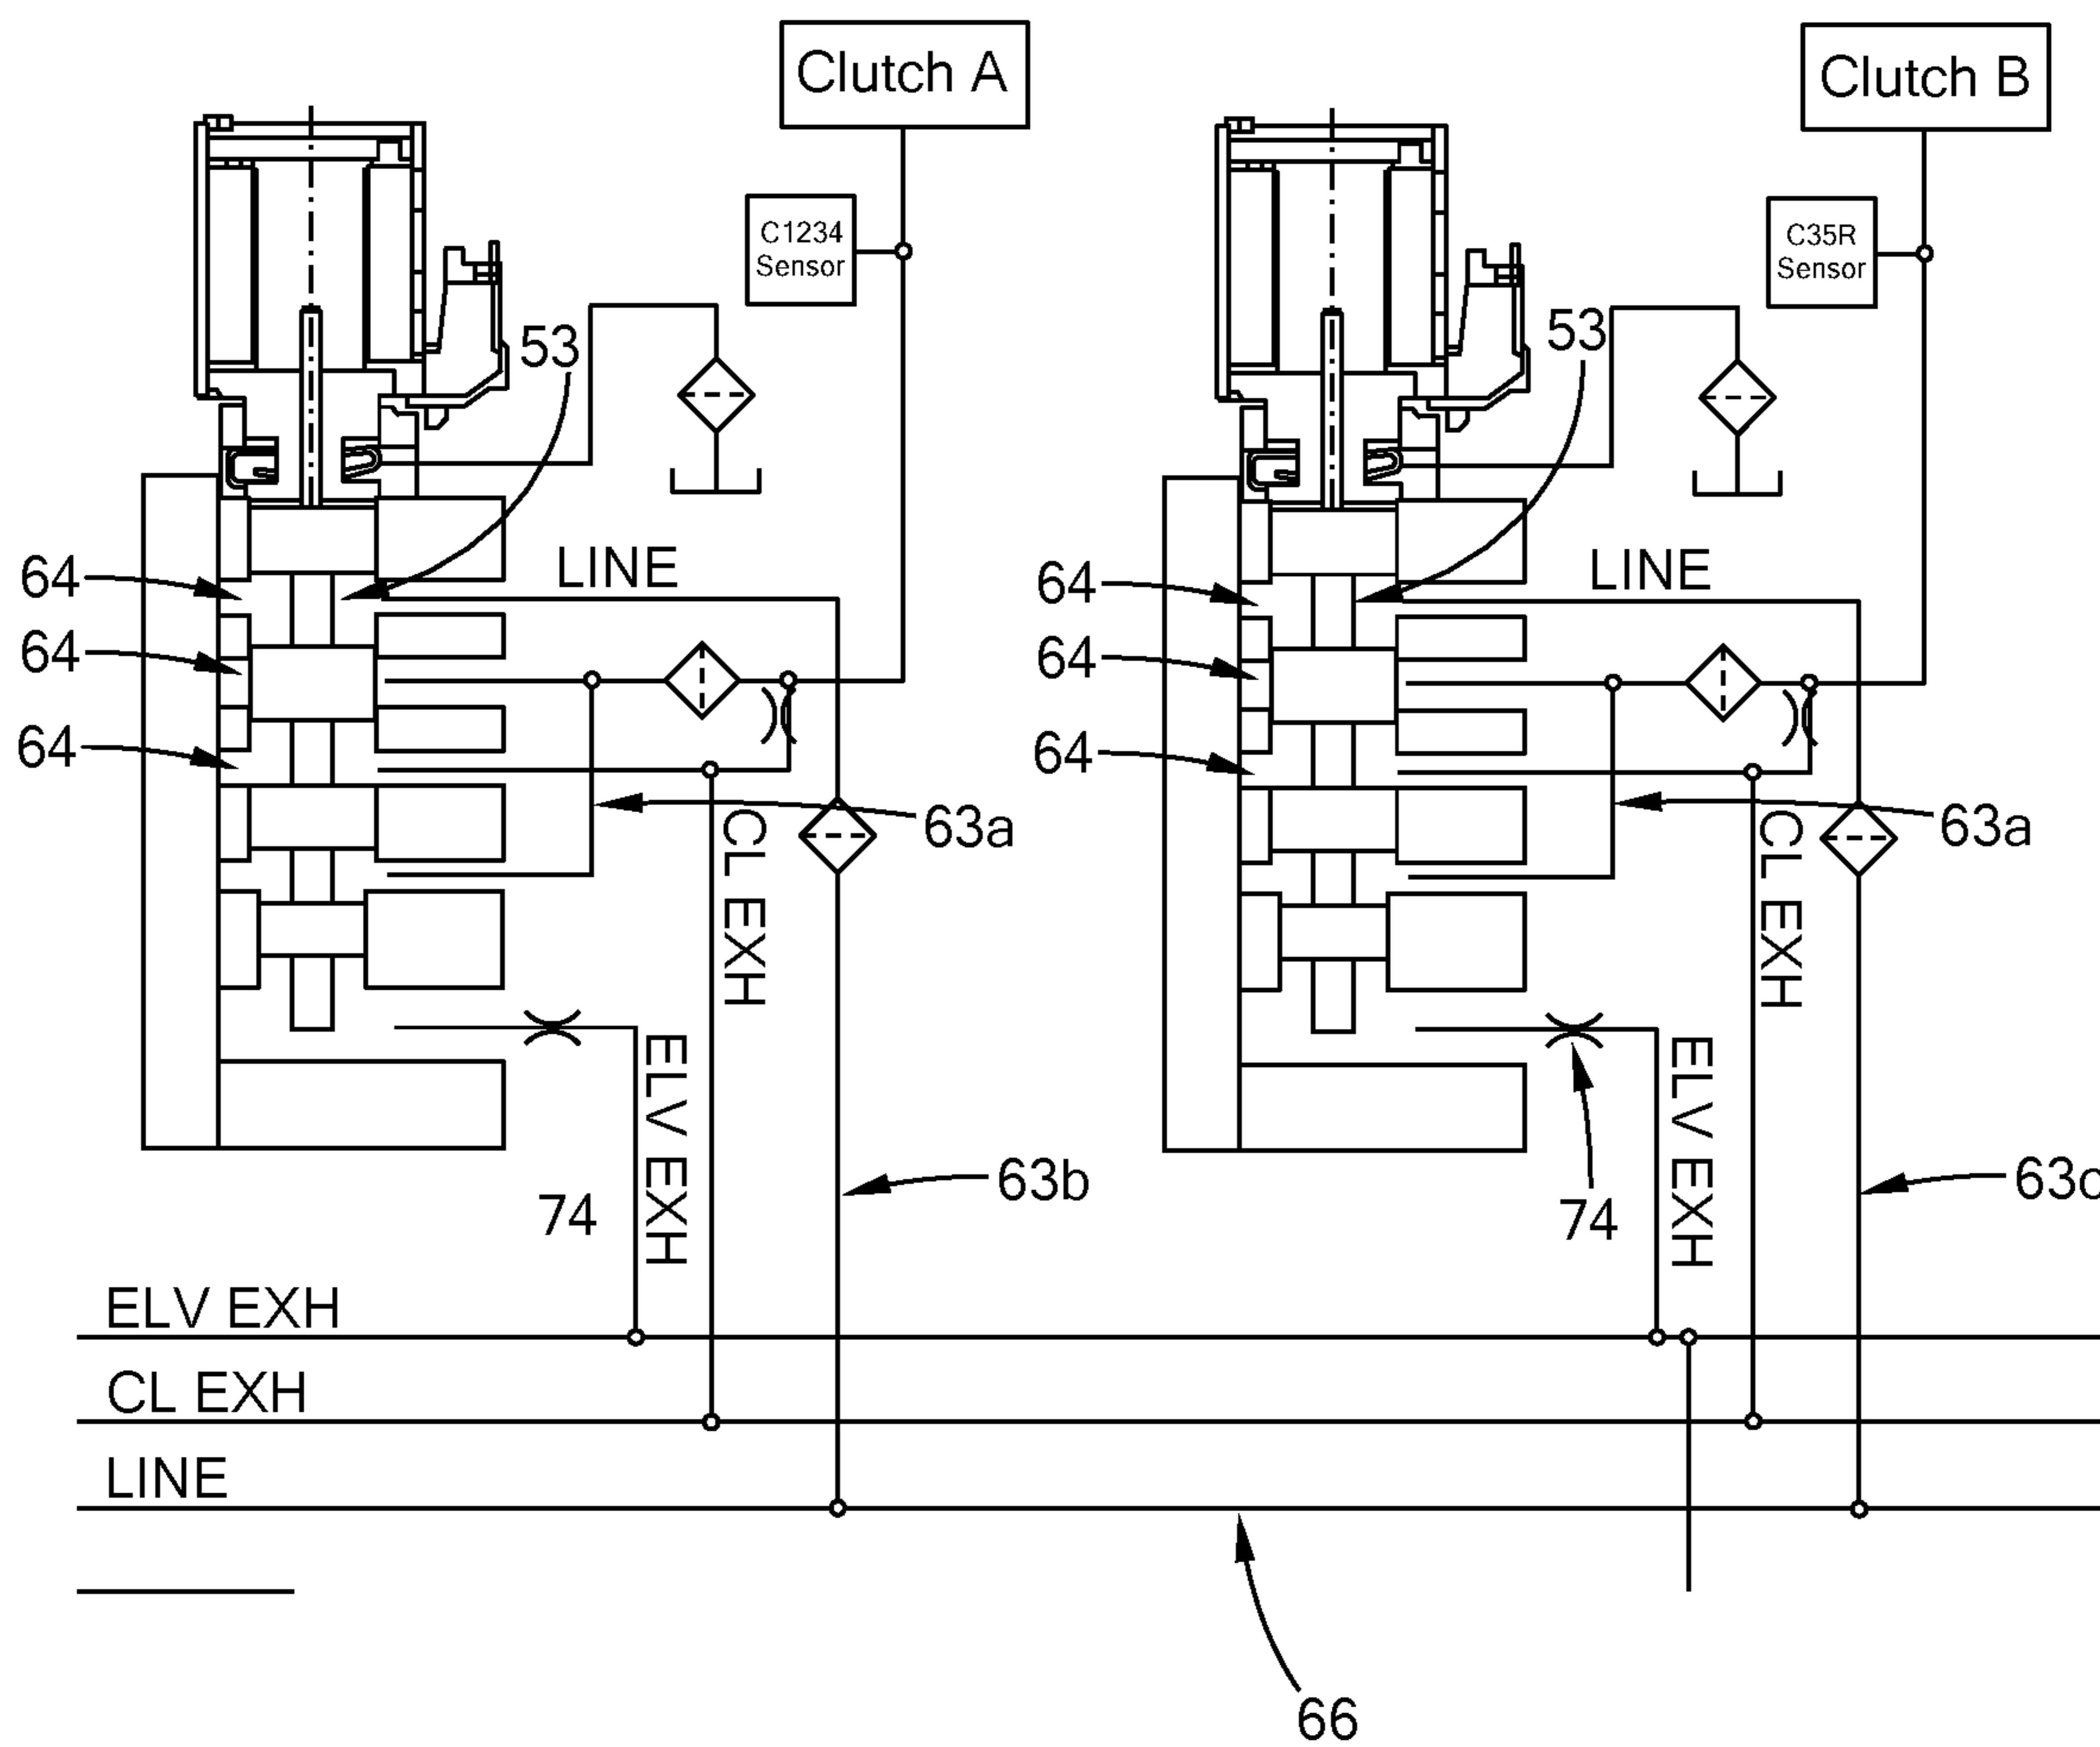 Clutch A
Clutch B
C1234
Sensor
C35R
Sensor
53
53
LINE
LINE
64
64
64
64
64
64
63a
63a
CL EXH
CL EXH
ELV EXH
ELV EXH
63b
63c
74
74
ELV EXH
CL EXH
LINE
66